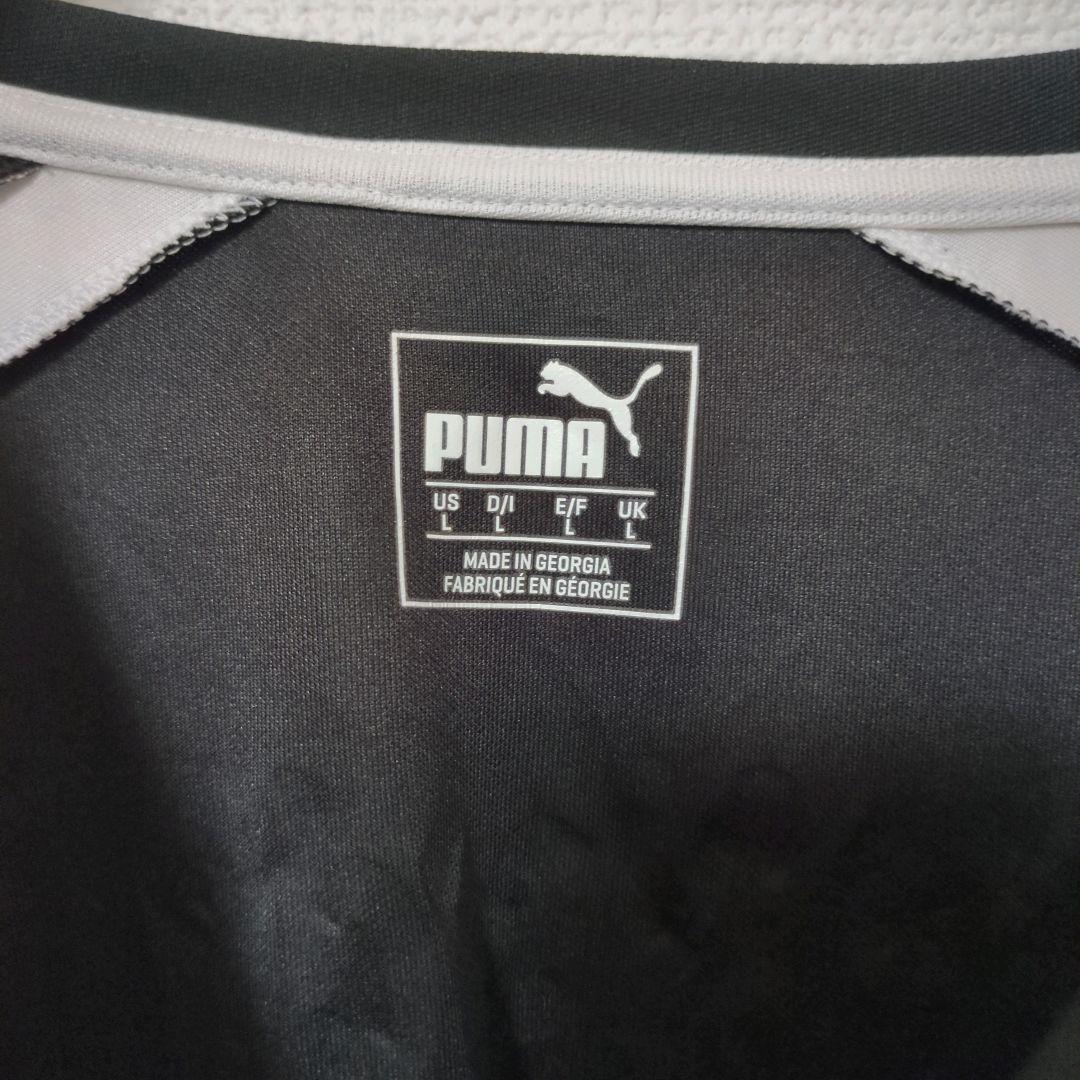 PUMA
US D/I E/F UK
L L L L
MADE IN GEORGIA
FABRIQUÉ EN GÉORGIE